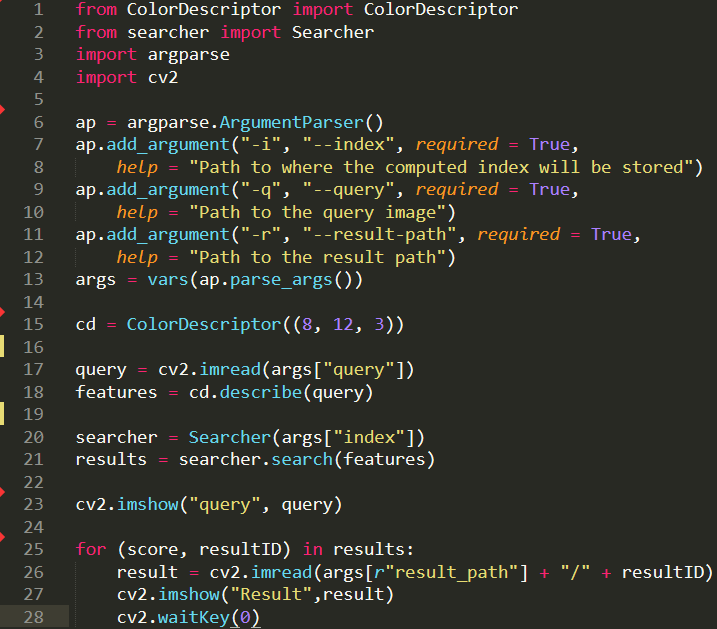 1 from ColorDescriptor import ColorDescriptor
2 from searcher import Searcher
3 import argparse
4 import cv2
5
6 ap = argparse.ArgumentParser()
7 ap.add_argument("-i", "--index", required = True,
8     help = "Path to where the computed index will be stored")
9 ap.add_argument("-q", "--query", required = True,
10     help = "Path to the query image")
11 ap.add_argument("-r", "--result-path", required = True,
12     help = "Path to the result path")
13 args = vars(ap.parse_args())
14
15 cd = ColorDescriptor((8, 12, 3))
16
17 query = cv2.imread(args["query"])
18 features = cd.describe(query)
19
20 searcher = Searcher(args["index"])
21 results = searcher.search(features)
22
23 cv2.imshow("query", query)
24
25 for (score, resultID) in results:
26     result = cv2.imread(args[r"result_path"] + "/" + resultID)
27     cv2.imshow("Result",result)
28     cv2.waitKey(0)